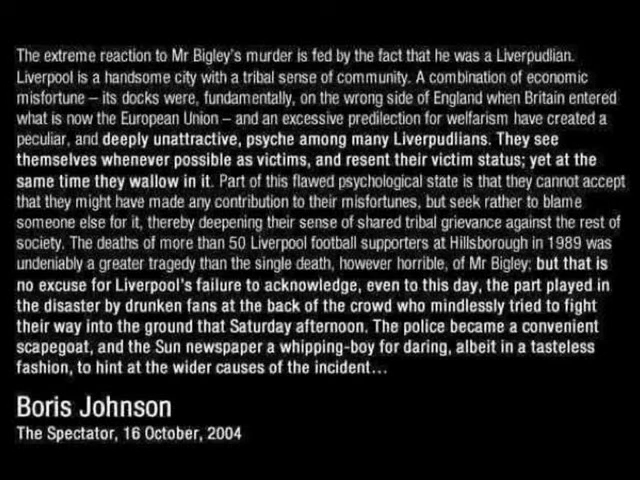 The extreme reaction to Mr Bigley's murder is fed by the fact that he was a Liverpudlian.
Liverpool is a handsome city with a tribal sense of community. A combination of economic
misfortune – its docks were, fundamentally, on the wrong side of England when Britain entered
what is now the European Union – and an excessive predilection for welfarism have created a
peculiar, and deeply unattractive, psyche among many Liverpudlians. They see
themselves whenever possible as victims, and resent their victim status; yet at the
same time they wallow in it. Part of this flawed psychological state is that they cannot accept
that they might have made any contribution to their misfortunes, but seek rather to blame
someone else for it, thereby deepening their sense of shared tribal grievance against the rest of
society. The deaths of more than 50 Liverpool football supporters at Hillsborough in 1989 was
undeniably a greater tragedy than the single death, however horrible, of Mr Bigley; but that is
no excuse for Liverpool's failure to acknowledge, even to this day, the part played in
the disaster by drunken fans at the back of the crowd who mindlessly tried to fight
their way into the ground that Saturday afternoon. The police became a convenient
scapegoat, and the Sun newspaper a whipping-boy for daring, albeit in a tasteless
fashion, to hint at the wider causes of the incident...
Boris Johnson
The Spectator, 16 October, 2004